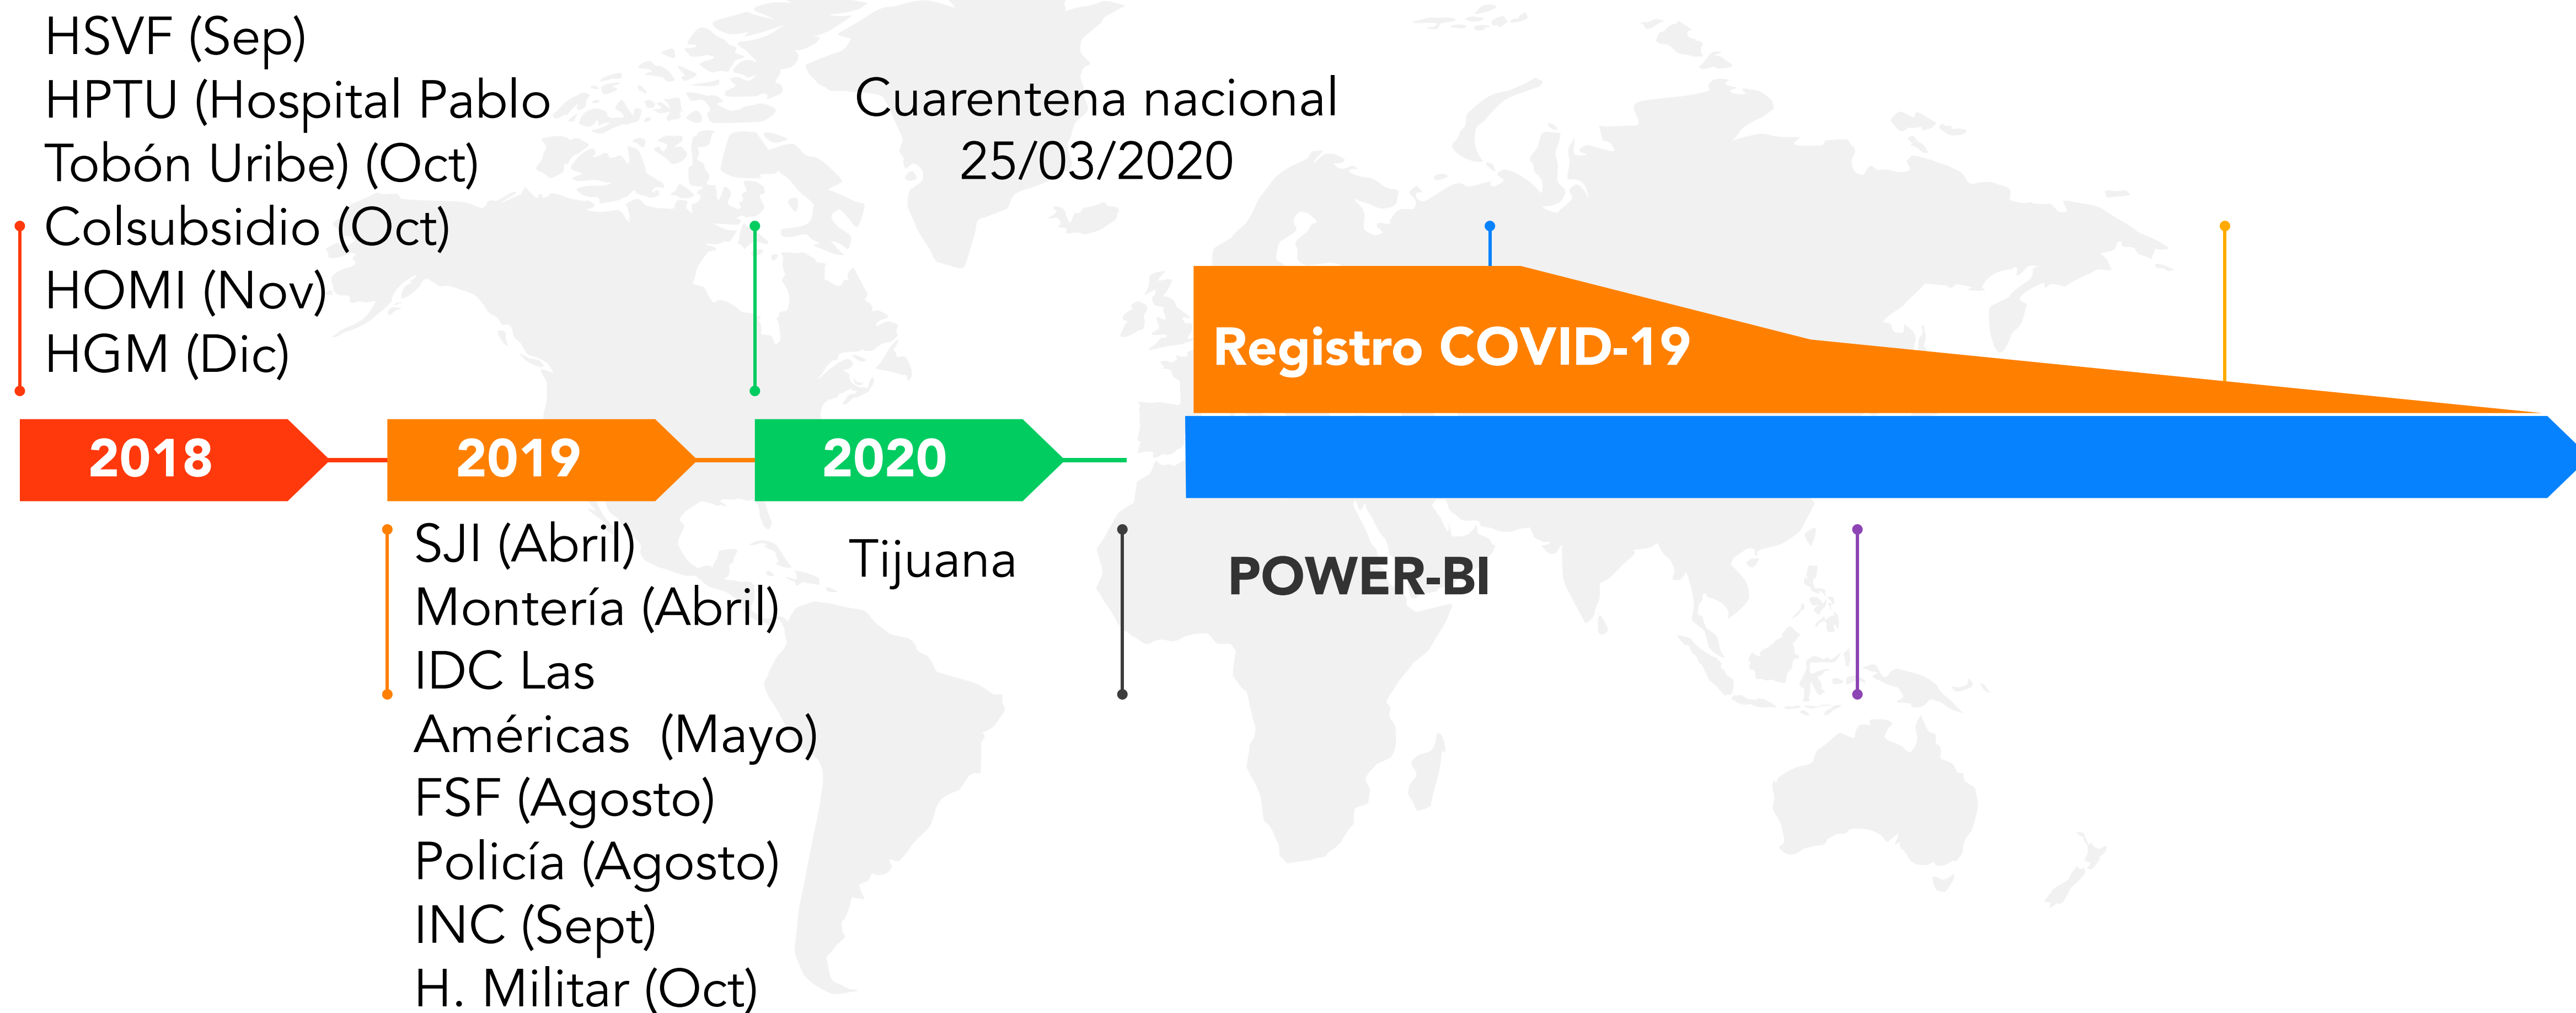 HSVF (Sep)
HPTU (Hospital Pablo
Tobón Uribe) (Oct)
Colsubsidio (Oct)
HOMI (Nov)
HGM (Dic)
Cuarentena nacional
25/03/2020
Registro COVID-19
2018
2019
2020
SJI (Abril)
Montería (Abril)
IDC Las
Américas  (Mayo)
FSF (Agosto)
Policía (Agosto)
INC (Sept)
H. Militar (Oct)
Tijuana
POWER-BI